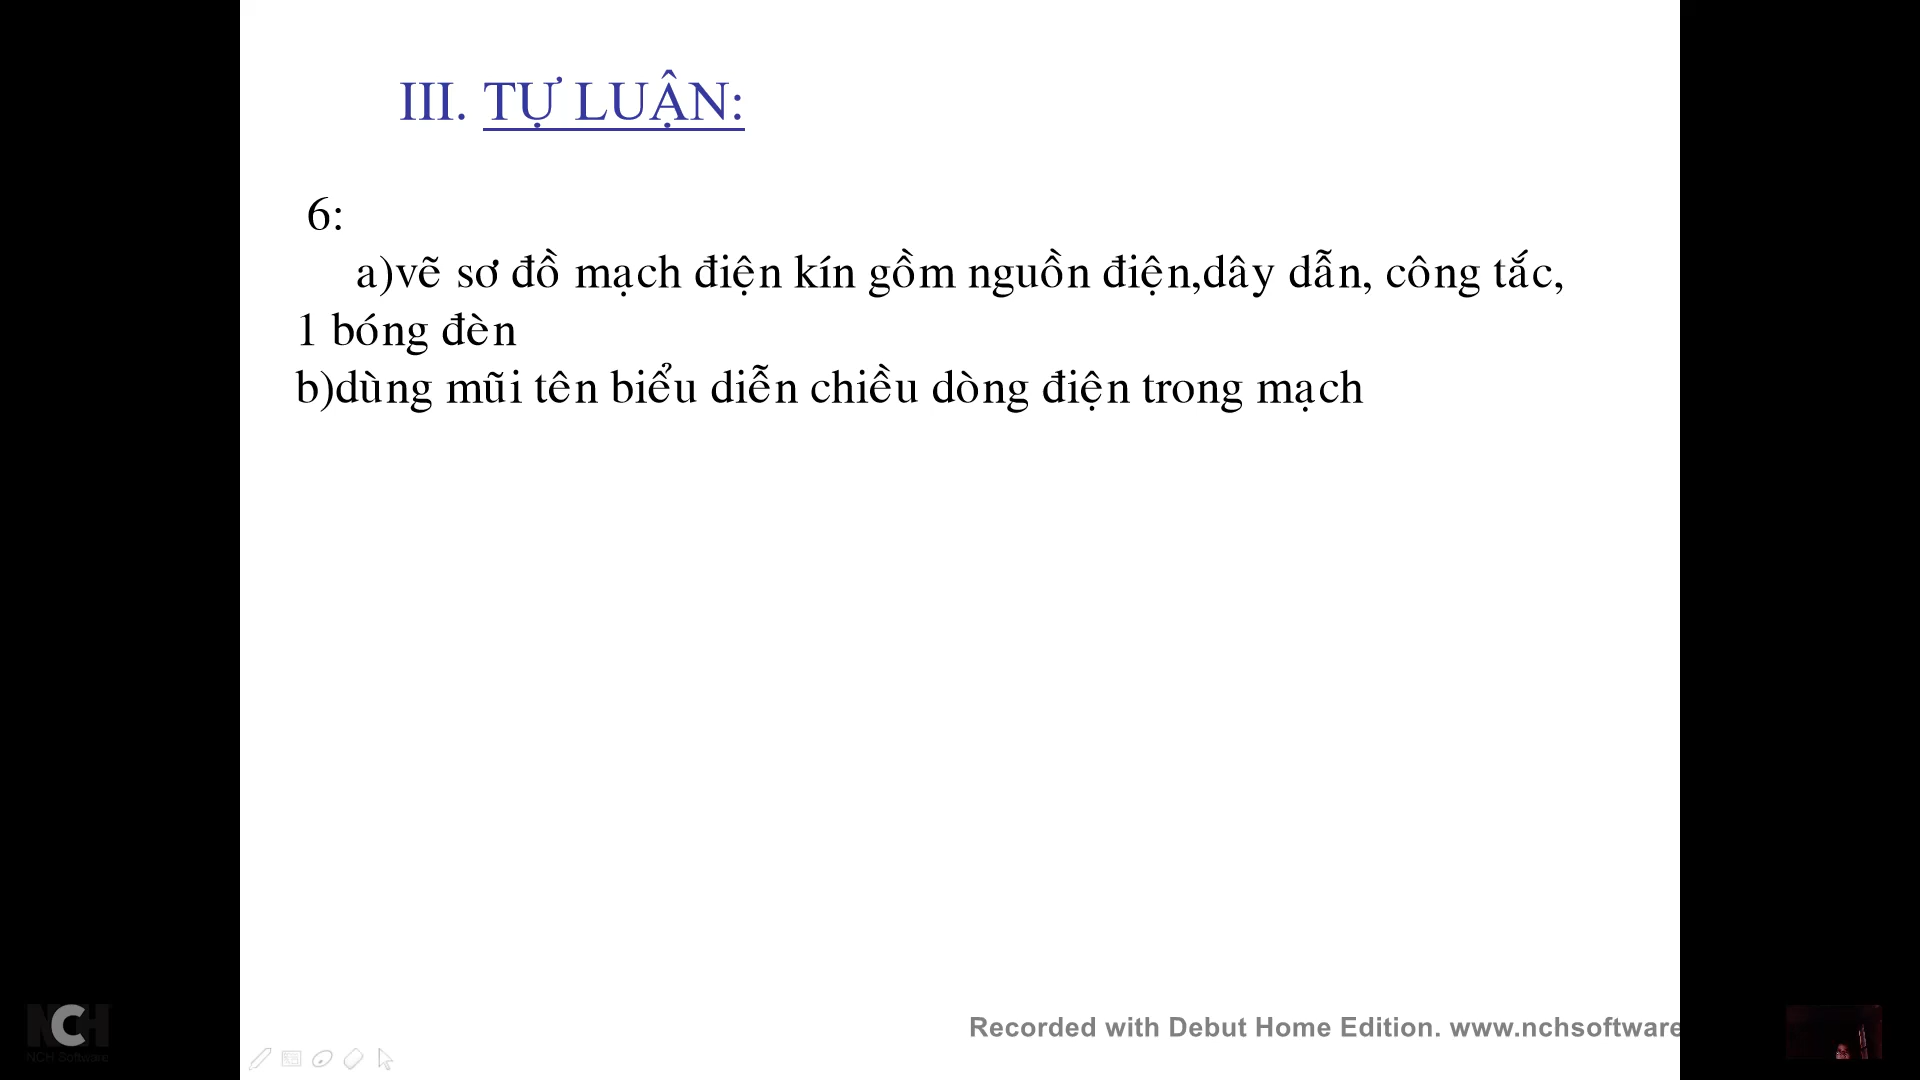 III. TỰ LUẬN:
6:
a)vẽ sơ đồ mạch điện kín gồm nguồn điện,dây dẫn, công tắc,
1 bóng đèn
b)dùng mũi tên biểu diễn chiều dòng điện trong mạch
Recorded with Debut Home Edition. www.nchsoftware
NCH
NCH Software